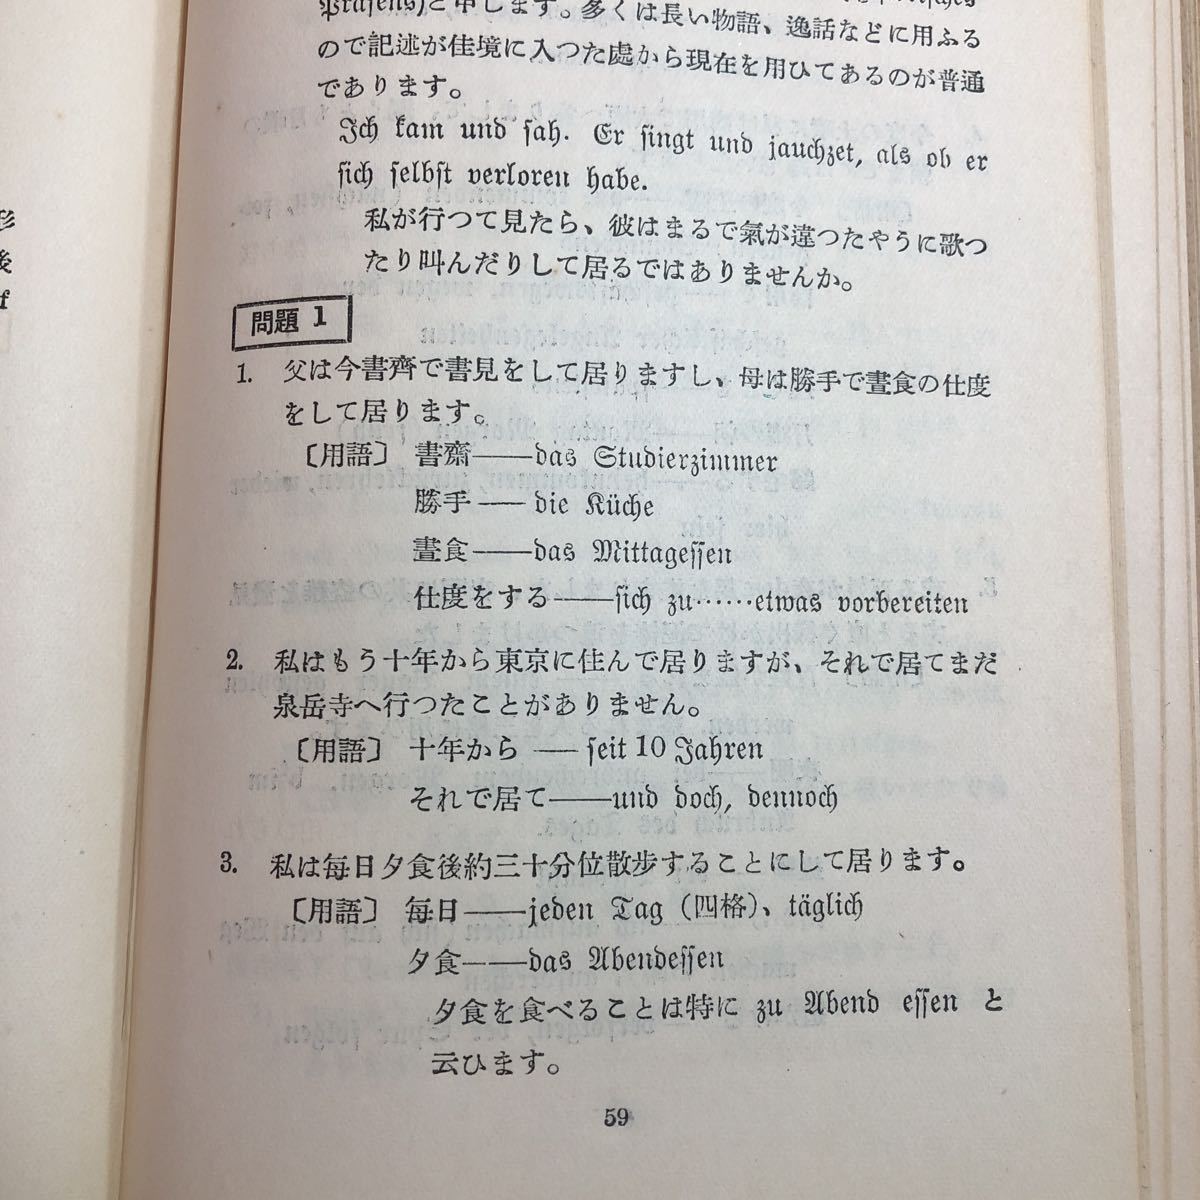 Präsens)と申します。多くは長い物語、逸話などに用ふる
ので記述が佳境に入つた處から現在を用ひてあるのが普通
であります。
Ich kam und sah. Er singt und jauchzet, als ob er
sich selbst verloren habe.
私が行つて見たら、彼はまるで氣が違つたやうに歌つ
たり叫んだりして居るではありませんか。
形
後
f
問題 1
1. 父は今書齊で書見をして居りますし、母は勝手で晝食の仕度
をして居ります。
〔用語〕 書齋——das Studierzimmer
勝手——die Küche
晝食——das Mittagessen
仕度をする——sich zu……etwas vorbereiten
2. 私はもう十年から東京に住んで居りますが、それで居てまだ
泉岳寺へ行つたことがありません。
〔用語〕 十年から——seit 10 Jahren
それで居て——und doch, dennoch
3. 私は毎日夕食後約三十分位散歩することにして居ります。
〔用語〕 毎日——jeden Tag (四格)、täglich
夕食——das Abendessen
夕食を食べることは特に zu Abend essen と
云ひます。
59